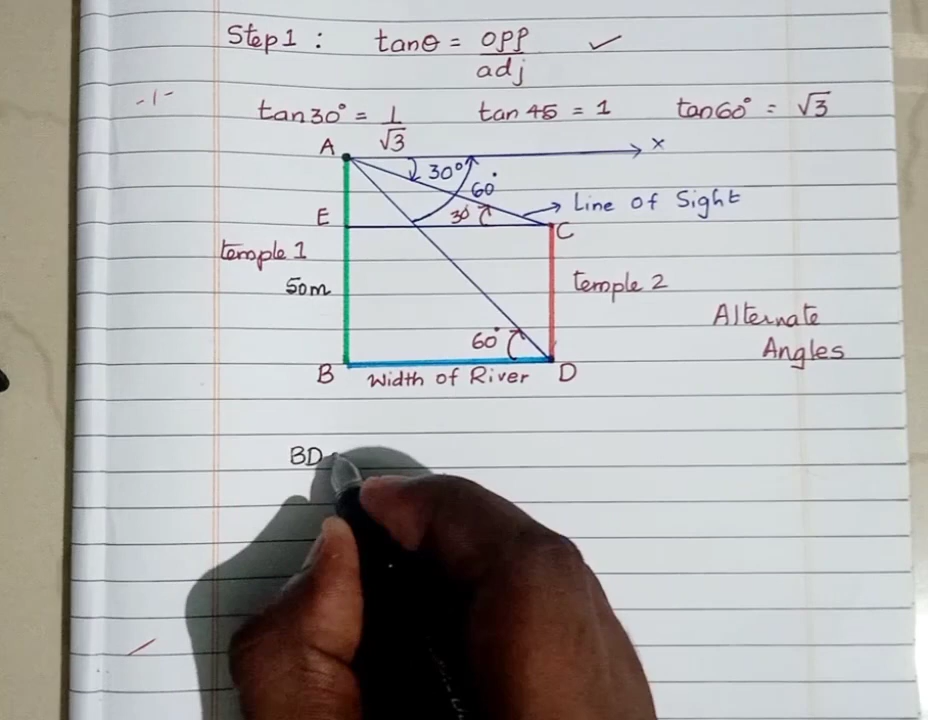 Step 1 : tanθ = opp
adj
-1- tan30° = 1 tan 45 = 1 tan60° = √3
√3
A x
30°
60°
E 30° → Line of Sight
C
temple 1
50m temple 2
Alternate
60° Angles
B Width of River D
BD